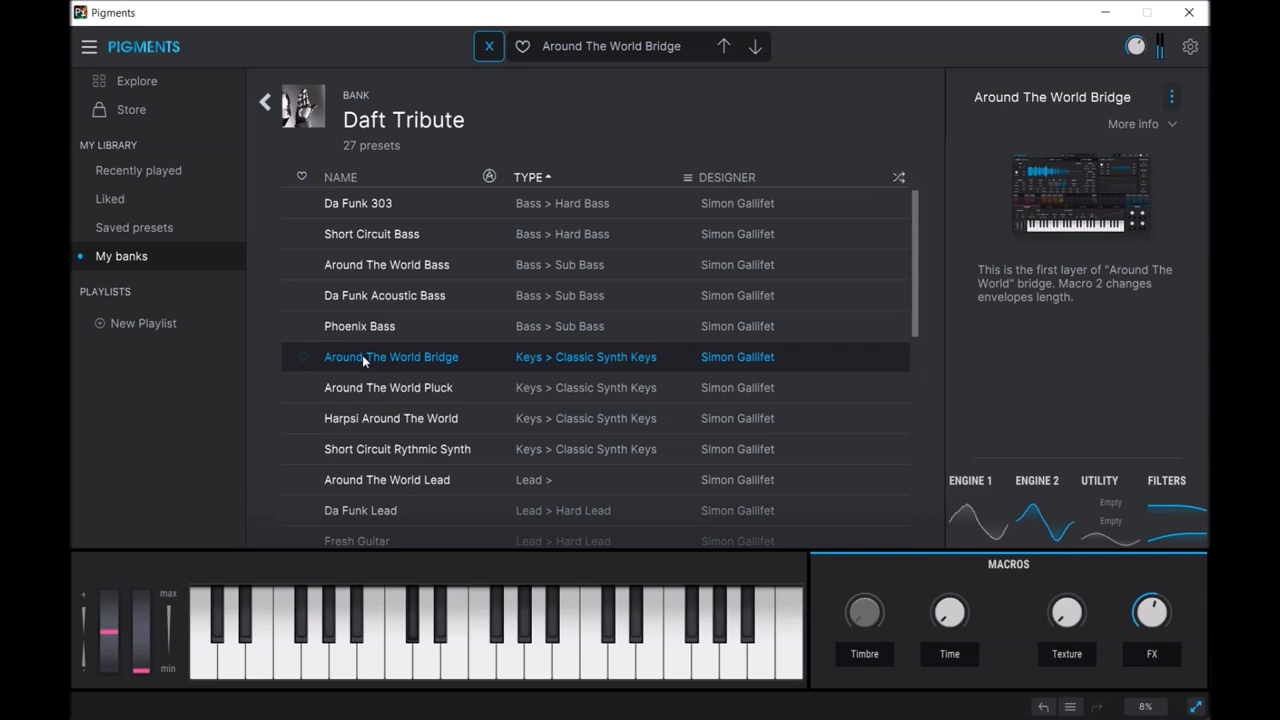 Pigments
PIGMENTS
X
Around The World Bridge
Explore
Store
MY LIBRARY
Recently played
Liked
Saved presets
My banks
PLAYLISTS
New Playlist
BANK
Daft Tribute
27 presets
NAME TYPE DESIGNER
Da Funk 303 Bass > Hard Bass Simon Gallifet
Short Circuit Bass Bass > Hard Bass Simon Gallifet
Around The World Bass Bass > Sub Bass Simon Gallifet
Da Funk Acoustic Bass Bass > Sub Bass Simon Gallifet
Phoenix Bass Bass > Sub Bass Simon Gallifet
Around The World Bridge Keys > Classic Synth Keys Simon Gallifet
Around The World Pluck Keys > Classic Synth Keys Simon Gallifet
Harpsi Around The World Keys > Classic Synth Keys Simon Gallifet
Short Circuit Rythmic Synth Keys > Classic Synth Keys Simon Gallifet
Around The World Lead Lead > Simon Gallifet
Da Funk Lead Lead > Hard Lead Simon Gallifet
Fresh Guitar Lead > Hard Lead Simon Gallifet
Around The World Bridge
More info
This is the first layer of "Around The
World" bridge. Macro 2 changes
envelopes length.
ENGINE 1 ENGINE 2 UTILITY FILTERS
Empty
Empty
+
-
max
min
MACROS
Timbre Time Texture FX
8%